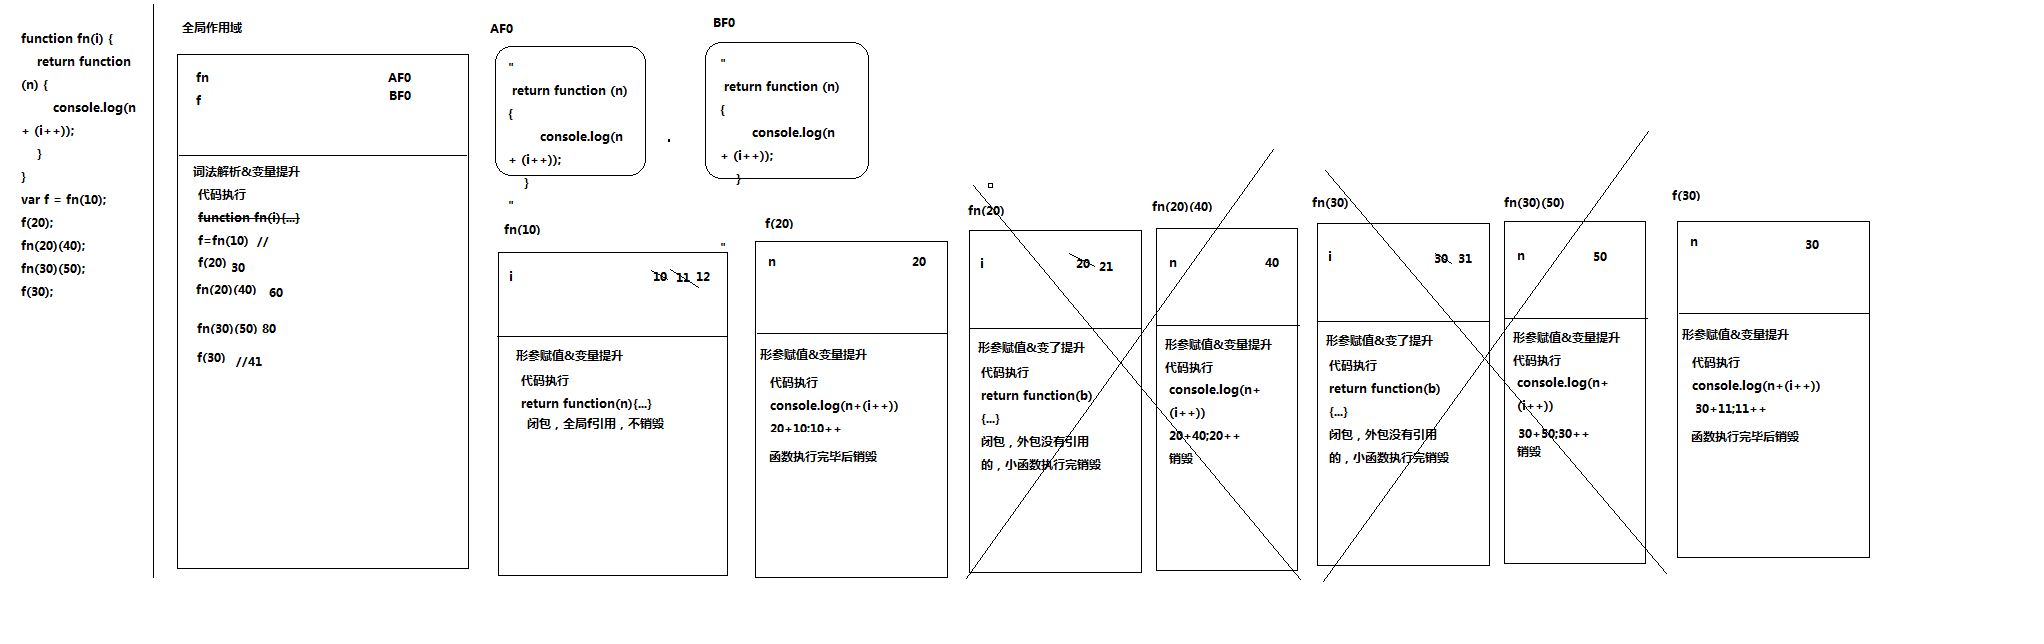 function fn(i) {
return function
(n) {
console.log(n
+ (i++));
}
}
var f = fn(10);
f(20);
fn(20)(40);
fn(30)(50);
f(30);
全局作用域
fn AF0
f BF0
词法解析&变量提升
代码执行
function fn(i){...}
f=fn(10) //
f(20) 30
fn(20)(40) 60
fn(30)(50) 80
f(30) //41
AF0
"
return function (n)
{
console.log(n
+ (i++));
}
"
BF0
"
return function (n)
{
console.log(n
+ (i++));
}
"
fn(10)
i 10 11 12
形参赋值&变量提升
代码执行
return function(n){...}
闭包，全局f引用，不销毁
f(20)
n 20
形参赋值&变量提升
代码执行
console.log(n+(i++))
20+10;10++
函数执行完毕后销毁
fn(20)
i 20 21
形参赋值&变了提升
代码执行
return function(b)
{...}
闭包，外包没有引用
的，小函数执行完销毁
fn(20)(40)
n 40
形参赋值&变量提升
代码执行
console.log(n+
(i++))
20+40;20++
销毁
fn(30)
i 30 31
形参赋值&变了提升
代码执行
return function(b)
{...}
闭包，外包没有引用
的，小函数执行完销毁
fn(30)(50)
n 50
形参赋值&变量提升
代码执行
console.log(n+
(i++))
30+50;30++
销毁
f(30)
n 30
形参赋值&变量提升
代码执行
console.log(n+(i++))
30+11;11++
函数执行完毕后销毁